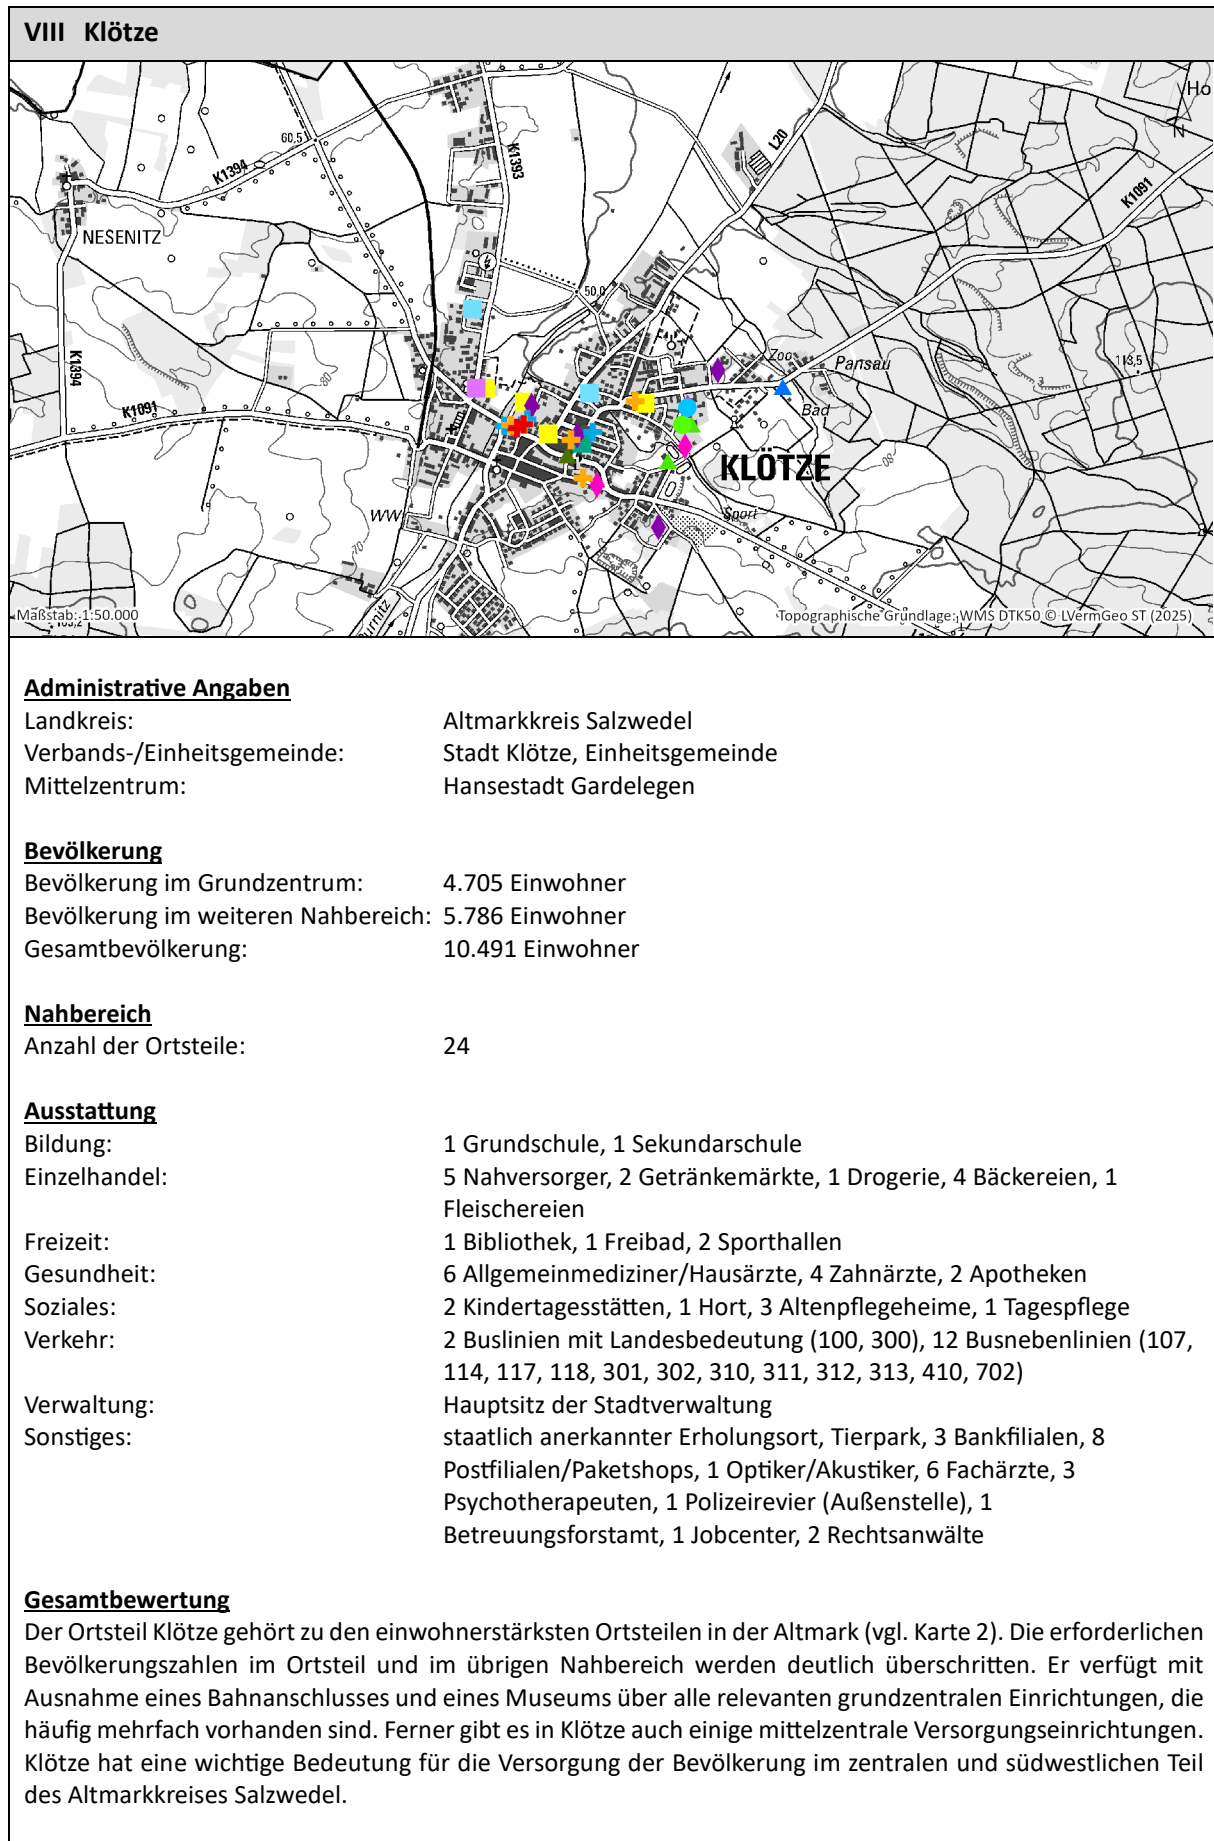 VIII Klötze
Ho
60,5
K1394
K1393
L20
K1091
NESENITZ
50,0
K1394
80
K1091
Zoo
Pansau
113,5
Bad
KLÖTZE
80
WW
Sport
70
Maßstab: 1:50.000
Purnitz
Topographische Grundlage: WMS DTK50 © LVermGeo ST (2025)
Administrative Angaben
Landkreis: Altmarkkreis Salzwedel
Verbands-/Einheitsgemeinde: Stadt Klötze, Einheitsgemeinde
Mittelzentrum: Hansestadt Gardelegen
Bevölkerung
Bevölkerung im Grundzentrum: 4.705 Einwohner
Bevölkerung im weiteren Nahbereich: 5.786 Einwohner
Gesamtbevölkerung: 10.491 Einwohner
Nahbereich
Anzahl der Ortsteile: 24
Ausstattung
Bildung: 1 Grundschule, 1 Sekundarschule
Einzelhandel: 5 Nahversorger, 2 Getränkemärkte, 1 Drogerie, 4 Bäckereien, 1
Fleischereien
Freizeit: 1 Bibliothek, 1 Freibad, 2 Sporthallen
Gesundheit: 6 Allgemeinmediziner/Hausärzte, 4 Zahnärzte, 2 Apotheken
Soziales: 2 Kindertagesstätten, 1 Hort, 3 Altenpflegeheime, 1 Tagespflege
Verkehr: 2 Buslinien mit Landesbedeutung (100, 300), 12 Busnebenlinien (107,
114, 117, 118, 301, 302, 310, 311, 312, 313, 410, 702)
Verwaltung: Hauptsitz der Stadtverwaltung
Sonstiges: staatlich anerkannter Erholungsort, Tierpark, 3 Bankfilialen, 8
Postfilialen/Paketshops, 1 Optiker/Akustiker, 6 Fachärzte, 3
Psychotherapeuten, 1 Polizeirevier (Außenstelle), 1
Betreuungsforstamt, 1 Jobcenter, 2 Rechtsanwälte
Gesamtbewertung
Der Ortsteil Klötze gehört zu den einwohnerstärksten Ortsteilen in der Altmark (vgl. Karte 2). Die erforderlichen
Bevölkerungszahlen im Ortsteil und im übrigen Nahbereich werden deutlich überschritten. Er verfügt mit
Ausnahme eines Bahnanschlusses und eines Museums über alle relevanten grundzentralen Einrichtungen, die
häufig mehrfach vorhanden sind. Ferner gibt es in Klötze auch einige mittelzentrale Versorgungseinrichtungen.
Klötze hat eine wichtige Bedeutung für die Versorgung der Bevölkerung im zentralen und südwestlichen Teil
des Altmarkkreises Salzwedel.